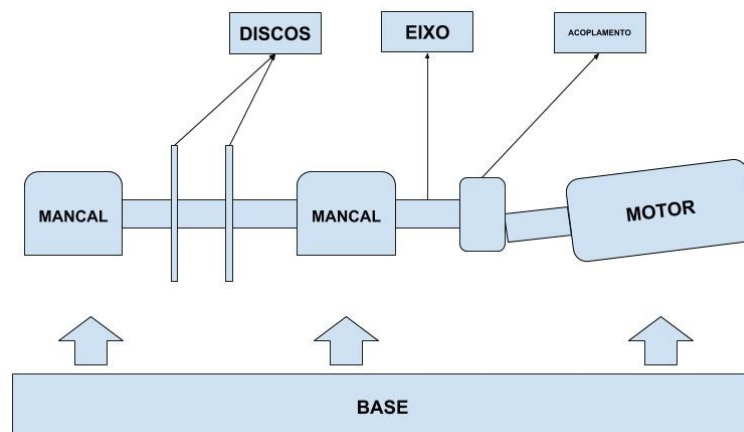 DISCOS
EIXO
ACOPLAMENTO
MANCAL
MANCAL
MOTOR
BASE